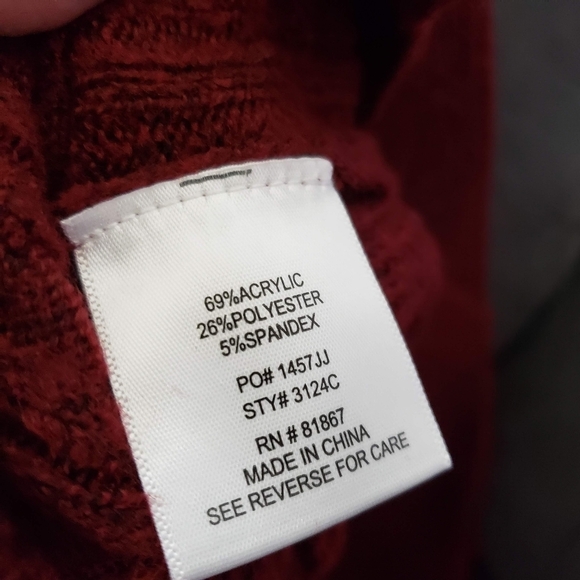 69%ACRYLIC
26%POLYESTER
5%SPANDEX
PO# 1457JJ
STY# 3124C
RN # 81867
MADE IN CHINA
SEE REVERSE FOR CARE